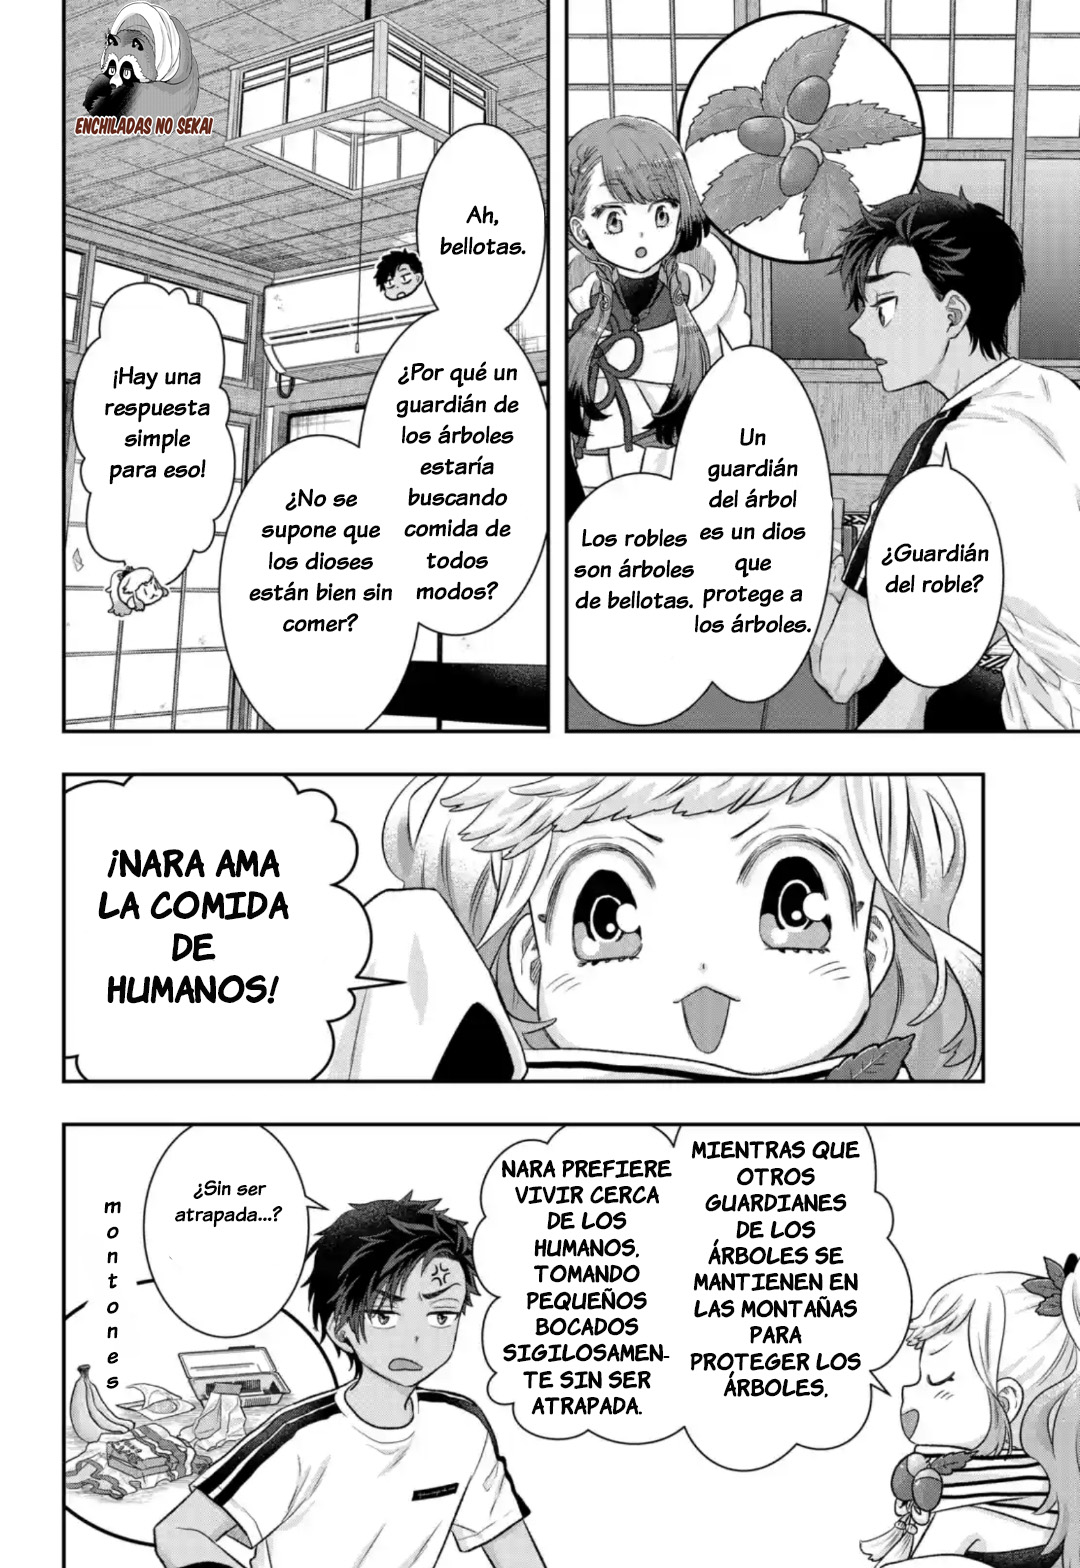 ENCHILADAS NO SEKAI
¿Guardián
del roble?
Un
guardián
del árbol
es un dios
que
protege a
los árboles.
Los robles
son árboles
de bellotas.
Ah,
bellotas.
¿Por qué un
guardián de
los árboles
estaría
buscando
comida de
todos
modos?
¿No se
supone que
los dioses
están bien sin
comer?
¡Hay una
respuesta
simple
para eso!
¡NARA AMA
LA COMIDA
DE
HUMANOS!
MIENTRAS QUE
OTROS
GUARDIANES
DE LOS
ÁRBOLES SE
MANTIENEN EN
LAS MONTAÑAS
PARA
PROTEGER LOS
ÁRBOLES,
NARA PREFIERE
VIVIR CERCA
DE LOS
HUMANOS,
TOMANDO
PEQUEÑOS
BOCADOS
SIGILOSAMEN-
TE SIN SER
ATRAPADA.
¿Sin ser
atrapada...?
montones